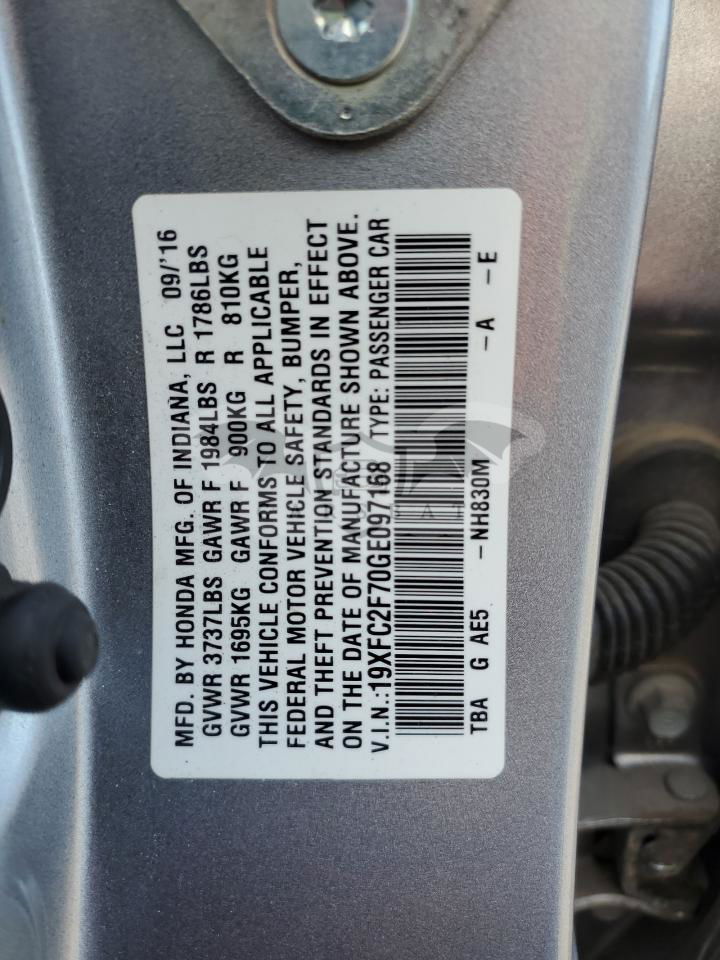 MFD. BY HONDA MFG. OF INDIANA, LLC 09/'16
GVWR 3737LBS GAWR F 1984LBS R 1786LBS
GVWR 1695KG GAWR F 900KG R 810KG
THIS VEHICLE CONFORMS TO ALL APPLICABLE
FEDERAL MOTOR VEHICLE SAFETY, BUMPER,
AND THEFT PREVENTION STANDARDS IN EFFECT
ON THE DATE OF MANUFACTURE SHOWN ABOVE.
V.I.N.:19XFC2F70GE097168 TYPE: PASSENGER CAR
TBA G AE5 -NH830M -A -E